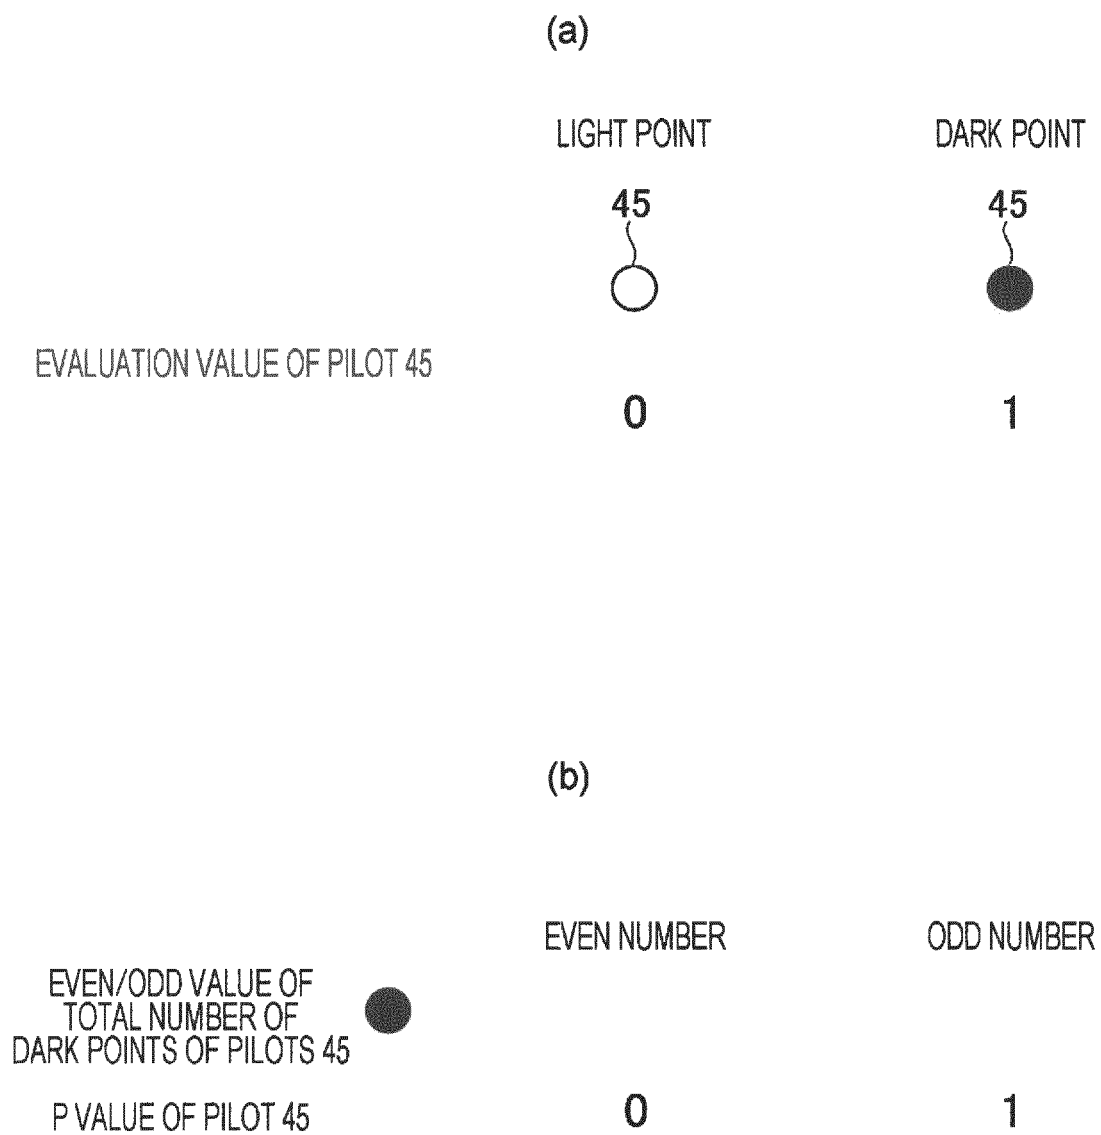 (a)
LIGHT POINT
DARK POINT
45
45
EVALUATION VALUE OF PILOT 45
0
1
(b)
EVEN NUMBER
ODD NUMBER
EVEN/ODD VALUE OF
TOTAL NUMBER OF
DARK POINTS OF PILOTS 45
P VALUE OF PILOT 45
0
1